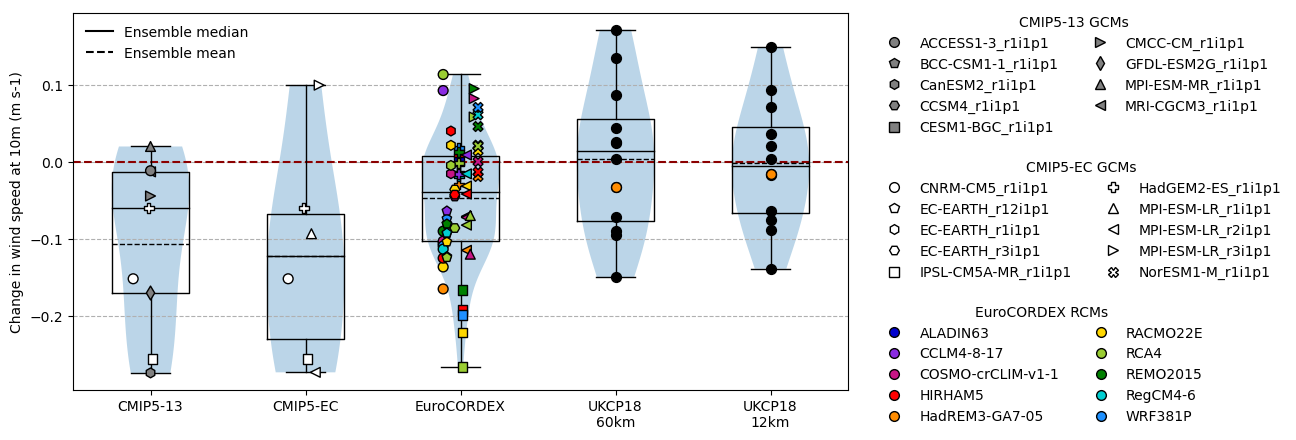 Change in wind speed at 10m (m s-1)
0.1
0.0
−0.1
−0.2
Ensemble median
Ensemble mean
CMIP5-13
CMIP5-EC
EuroCORDEX
UKCP18
60km
UKCP18
12km
CMIP5-13 GCMs
ACCESS1-3_r1i1p1
BCC-CSM1-1_r1i1p1
CanESM2_r1i1p1
CCSM4_r1i1p1
CESM1-BGC_r1i1p1
CMCC-CM_r1i1p1
GFDL-ESM2G_r1i1p1
MPI-ESM-MR_r1i1p1
MRI-CGCM3_r1i1p1
CMIP5-EC GCMs
CNRM-CM5_r1i1p1
EC-EARTH_r12i1p1
EC-EARTH_r1i1p1
EC-EARTH_r3i1p1
IPSL-CM5A-MR_r1i1p1
HadGEM2-ES_r1i1p1
MPI-ESM-LR_r1i1p1
MPI-ESM-LR_r2i1p1
MPI-ESM-LR_r3i1p1
NorESM1-M_r1i1p1
EuroCORDEX RCMs
ALADIN63
CCLM4-8-17
COSMO-crCLIM-v1-1
HIRHAM5
HadREM3-GA7-05
RACMO22E
RCA4
REMO2015
RegCM4-6
WRF381P